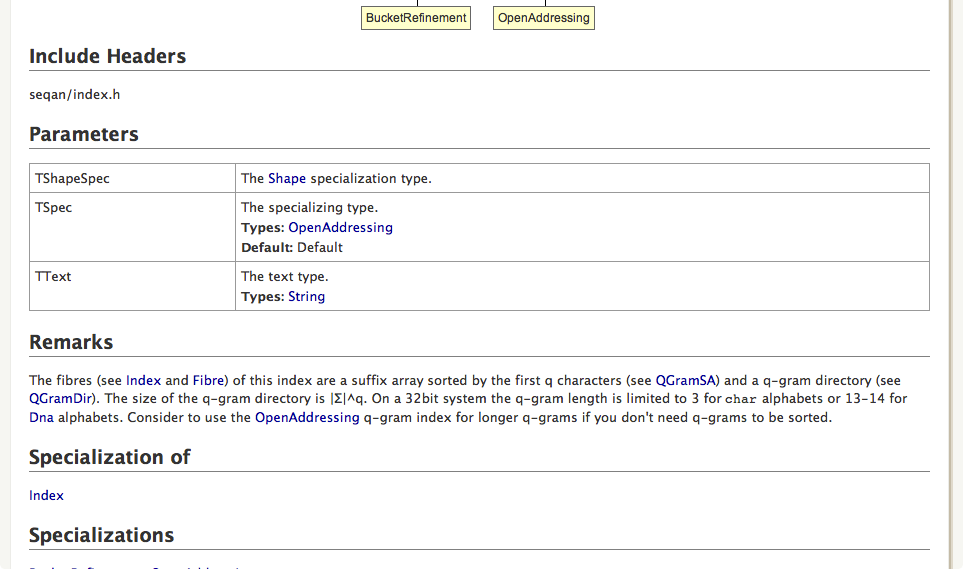 BucketRefinement OpenAddressing
Include Headers
seqan/index.h
Parameters
TShapeSpec The Shape specialization type.
TSpec The specializing type.
Types: OpenAddressing
Default: Default
TText The text type.
Types: String
Remarks
The fibres (see Index and Fibre) of this index are a suffix array sorted by the first q characters (see QGramSA) and a q-gram directory (see
QGramDir). The size of the q-gram directory is |Σ|^q. On a 32bit system the q-gram length is limited to 3 for char alphabets or 13-14 for
Dna alphabets. Consider to use the OpenAddressing q-gram index for longer q-grams if you don't need q-grams to be sorted.
Specialization of
Index
Specializations